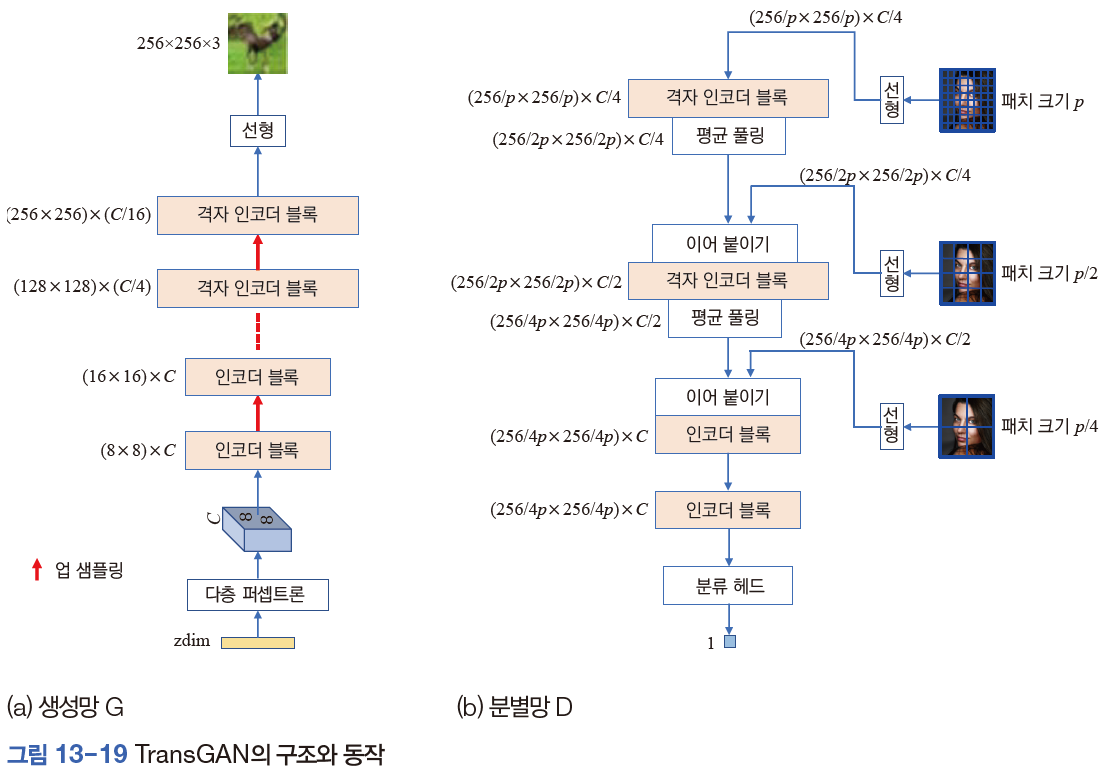 256×256×3
선형
(256×256)×(C/16)
격자 인코더 블록
(128×128)×(C/4)
격자 인코더 블록
(16×16)×C
인코더 블록
(8×8)×C
인코더 블록
C
8
8
업 샘플링
다층 퍼셉트론
zdim
(a) 생성망 G
(256/p×256/p)×C/4
(256/p×256/p)×C/4
격자 인코더 블록
선형
패치 크기 p
(256/2p×256/2p)×C/4
평균 풀링
(256/2p×256/2p)×C/4
이어 붙이기
선형
패치 크기 p/2
(256/2p×256/2p)×C/2
격자 인코더 블록
(256/4p×256/4p)×C/2
평균 풀링
(256/4p×256/4p)×C/2
이어 붙이기
선형
패치 크기 p/4
(256/4p×256/4p)×C
인코더 블록
(256/4p×256/4p)×C
인코더 블록
분류 헤드
1
(b) 분별망 D
그림 13-19 TransGAN의 구조와 동작